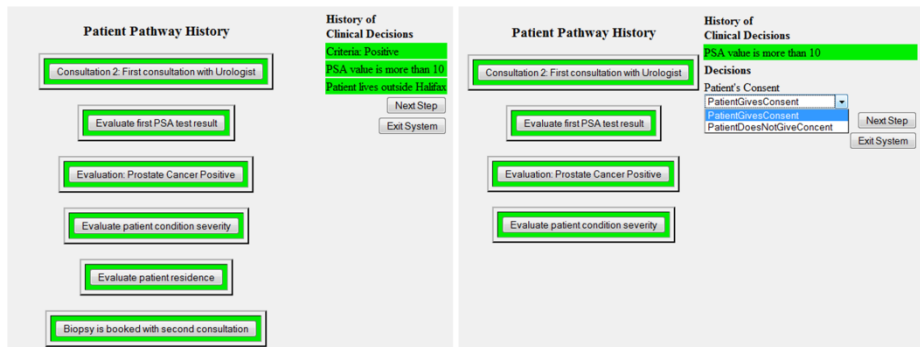 Patient Pathway History
Consultation 2: First consultation with Urologist
Evaluate first PSA test result
Evaluation: Prostate Cancer Positive
Evaluate patient condition severity
Evaluate patient residence
Biopsy is booked with second consultation
History of
Clinical Decisions
Criteria: Positive
PSA value is more than 10
Patient lives outside Halifax
Next Step
Exit System
Patient Pathway History
Consultation 2: First consultation with Urologist
Evaluate first PSA test result
Evaluation: Prostate Cancer Positive
Evaluate patient condition severity
History of
Clinical Decisions
PSA value is more than 10
Decisions
Patient's Consent
PatientGivesConsent
PatientGivesConsent
PatientDoesNotGiveConcent
Next Step
Exit System